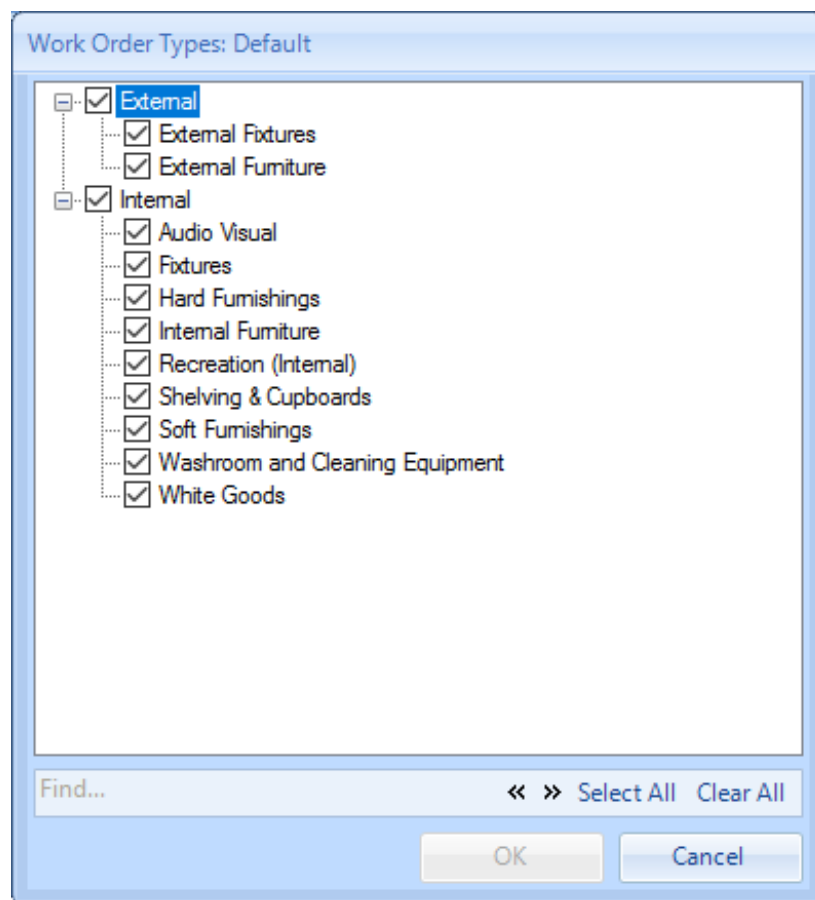 Work Order Types: Default
External
External Fixtures
External Furniture
Internal
Audio Visual
Fixtures
Hard Furnishings
Internal Furniture
Recreation (Internal)
Shelving & Cupboards
Soft Furnishings
Washroom and Cleaning Equipment
White Goods
Find... « » Select All Clear All
OK Cancel